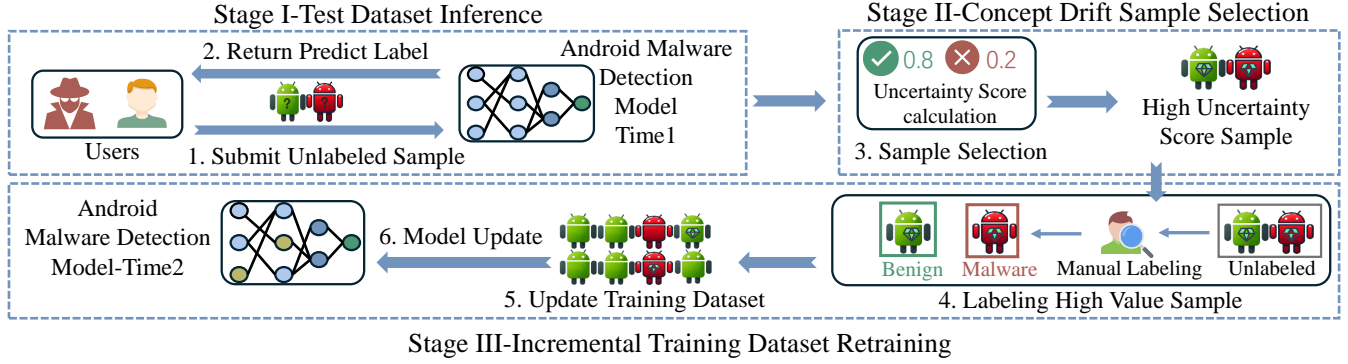 Stage I-Test Dataset Inference
2. Return Predict Label
? ?
Users
1. Submit Unlabeled Sample
Android Malware
Detection
Model
Time1
Stage II-Concept Drift Sample Selection
0.8 0.2
Uncertainty Score
calculation
3. Sample Selection
High Uncertainty
Score Sample
Android
Malware Detection
Model-Time2
6. Model Update
5. Update Training Dataset
Benign Malware Manual Labeling Unlabeled
4. Labeling High Value Sample
Stage III-Incremental Training Dataset Retraining